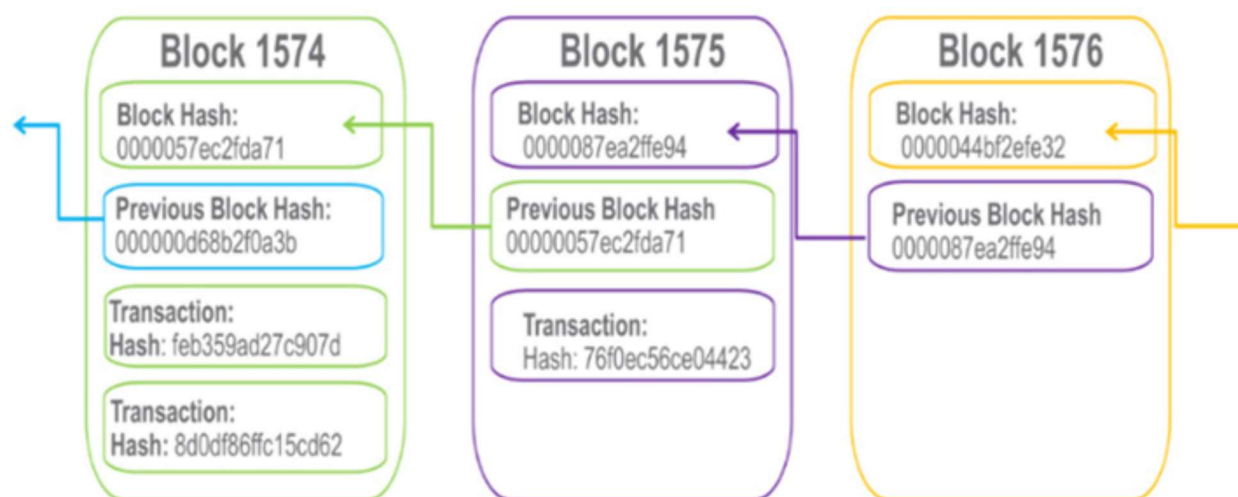 Block 1574
Block Hash:
0000057ec2fda71
Previous Block Hash:
000000d68b2f0a3b
Transaction:
Hash: feb359ad27c907d
Transaction:
Hash: 8d0df86ffc15cd62
Block 1575
Block Hash:
0000087ea2ffe94
Previous Block Hash
00000057ec2fda71
Transaction:
Hash: 76f0ec56ce04423
Block 1576
Block Hash:
0000044bf2efe32
Previous Block Hash
0000087ea2ffe94